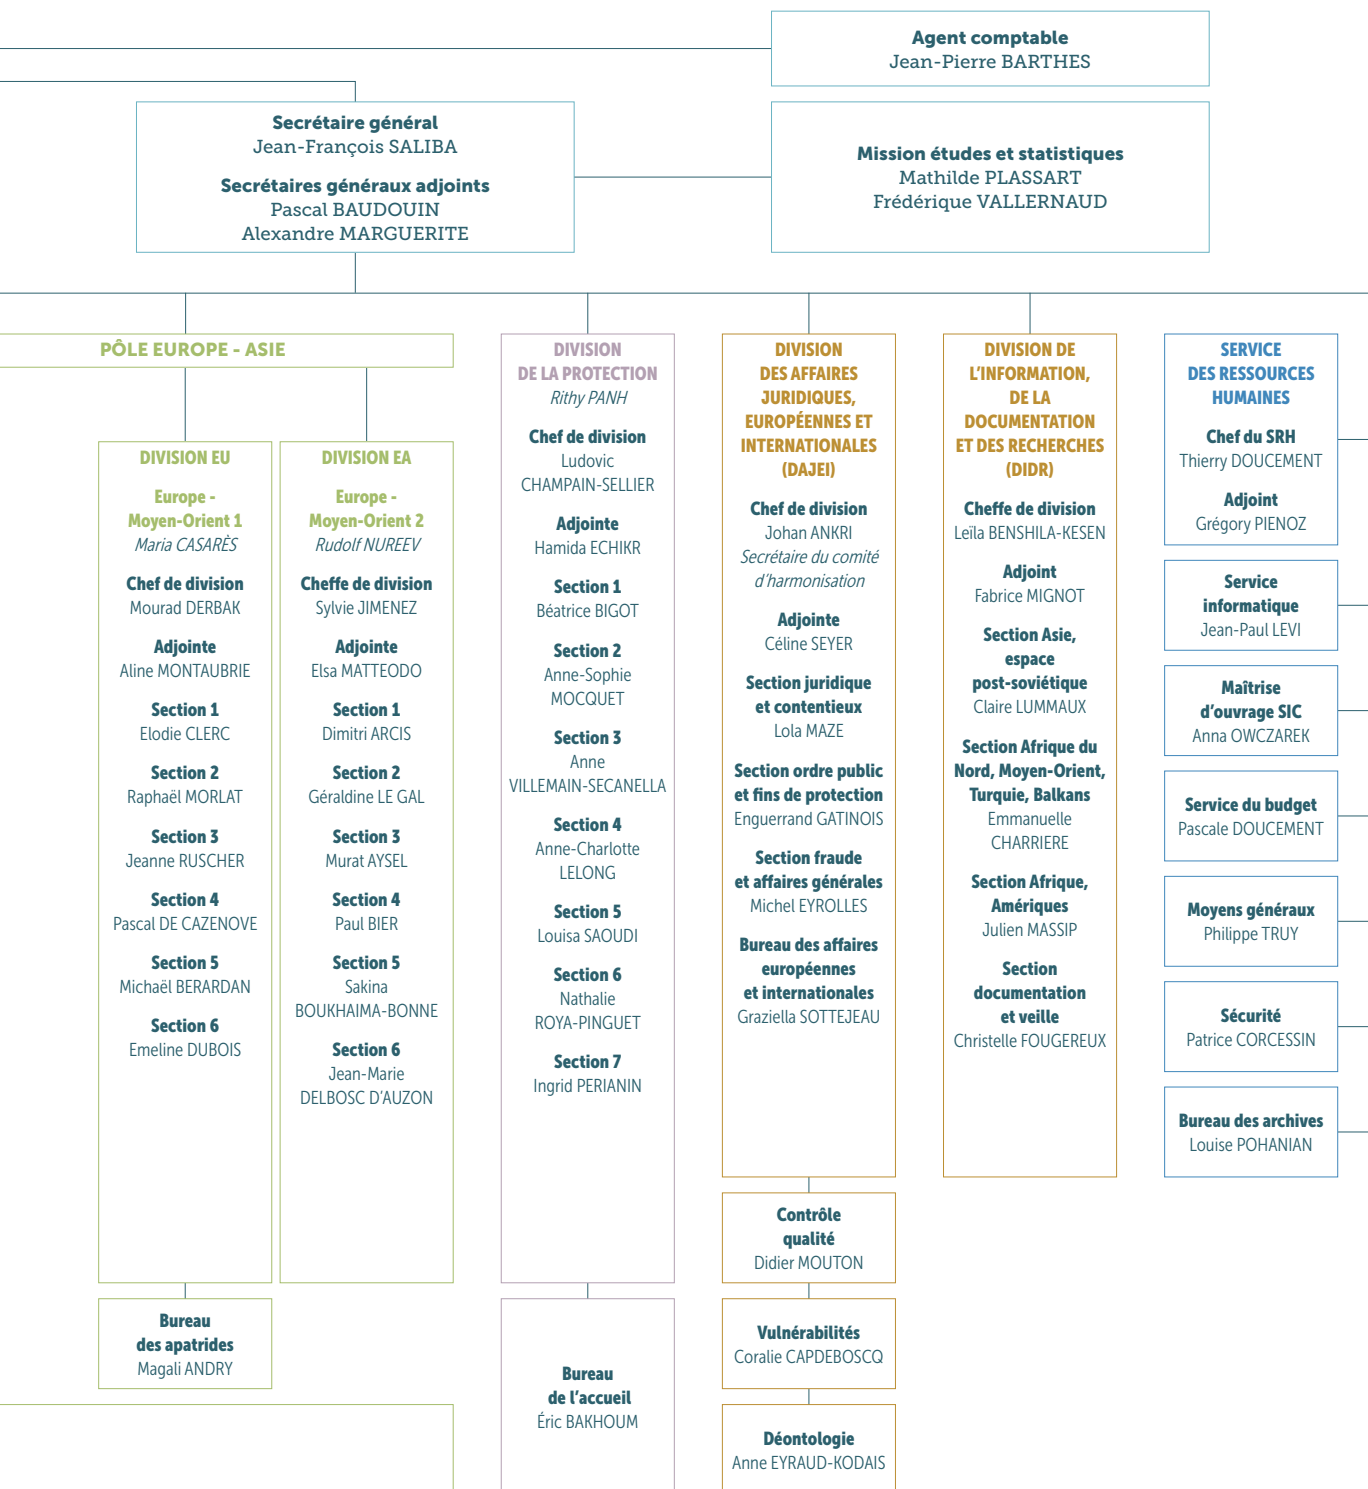 Agent comptable
Jean-Pierre BARTHES
Secrétaire général
Jean-François SALIBA
Secrétaires généraux adjoints
Pascal BAUDOUIN
Alexandre MARGUERITE
Mission études et statistiques
Mathilde PLASSART
Frédérique VALLERNAUD
PÔLE EUROPE - ASIE
DIVISION EU
Europe -
Moyen-Orient 1
Maria CASARÈS
Chef de division
Mourad DERBAK
Adjointe
Aline MONTAUBRIE
Section 1
Elodie CLERC
Section 2
Raphaël MORLAT
Section 3
Jeanne RUSCHER
Section 4
Pascal DE CAZENOVE
Section 5
Michaël BERARDAN
Section 6
Emeline DUBOIS
Bureau
des apatrides
Magali ANDRY
DIVISION EA
Europe -
Moyen-Orient 2
Rudolf NUREEV
Cheffe de division
Sylvie JIMENEZ
Adjointe
Elsa MATTEODO
Section 1
Dimitri ARCIS
Section 2
Géraldine LE GAL
Section 3
Murat AYSEL
Section 4
Paul BIER
Section 5
Sakina
BOUKHAIMA-BONNE
Section 6
Jean-Marie
DELBOSC D'AUZON
DIVISION
DE LA PROTECTION
Rithy PANH
Chef de division
Ludovic
CHAMPAIN-SELLIER
Adjointe
Hamida ECHIKR
Section 1
Béatrice BIGOT
Section 2
Anne-Sophie
MOCQUET
Section 3
Anne
VILLEMAIN-SECANELLA
Section 4
Anne-Charlotte
LELONG
Section 5
Louisa SAOUDI
Section 6
Nathalie
ROYA-PINGUET
Section 7
Ingrid PERIANIN
Bureau
de l'accueil
Éric BAKHOUM
DIVISION
DES AFFAIRES
JURIDIQUES,
EUROPÉENNES ET
INTERNATIONALES
(DAJEI)
Chef de division
Johan ANKRI
Secrétaire du comité
d'harmonisation
Adjointe
Céline SEYER
Section juridique
et contentieux
Lola MAZE
Section ordre public
et fins de protection
Enguerrand GATINOIS
Section fraude
et affaires générales
Michel EYROLLES
Bureau des affaires
européennes
et internationales
Graziella SOTTEJEAU
Contrôle
qualité
Didier MOUTON
Vulnérabilités
Coralie CAPDEBOSCQ
Déontologie
Anne EYRAUD-KODAIS
DIVISION DE
L'INFORMATION,
DE LA
DOCUMENTATION
ET DES RECHERCHES
(DIDR)
Cheffe de division
Leïla BENSHILA-KESEN
Adjoint
Fabrice MIGNOT
Section Asie,
espace
post-soviétique
Claire LUMMAUX
Section Afrique du
Nord, Moyen-Orient,
Turquie, Balkans
Emmanuelle
CHARRIERE
Section Afrique,
Amériques
Julien MASSIP
Section
documentation
et veille
Christelle FOUGEREUX
SERVICE
DES RESSOURCES
HUMAINES
Chef du SRH
Thierry DOUCEMENT
Adjoint
Grégory PIENOZ
Service
informatique
Jean-Paul LEVI
Maîtrise
d'ouvrage SIC
Anna OWCZAREK
Service du budget
Pascale DOUCEMENT
Moyens généraux
Philippe TRUY
Sécurité
Patrice CORCESSIN
Bureau des archives
Louise POHANIAN